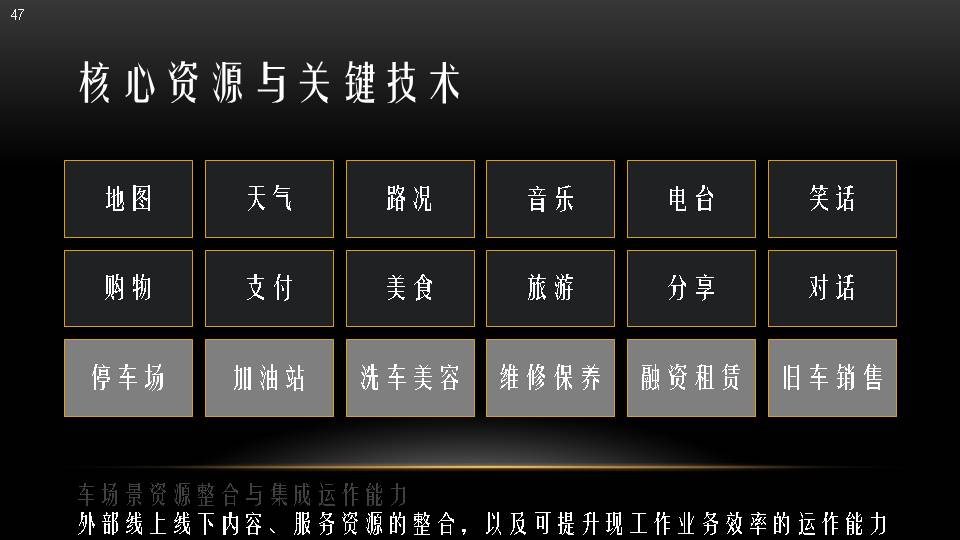 47
核心资源与关键技术
地图 天气 路况 音乐 电台 笑话
购物 支付 美食 旅游 分享 对话
停车场 加油站 洗车美容 维修保养 融资租赁 旧车销售
车场景资源整合与集成运作能力
外部线上线下内容、服务资源的整合，以及可提升现工作业务效率的运作能力